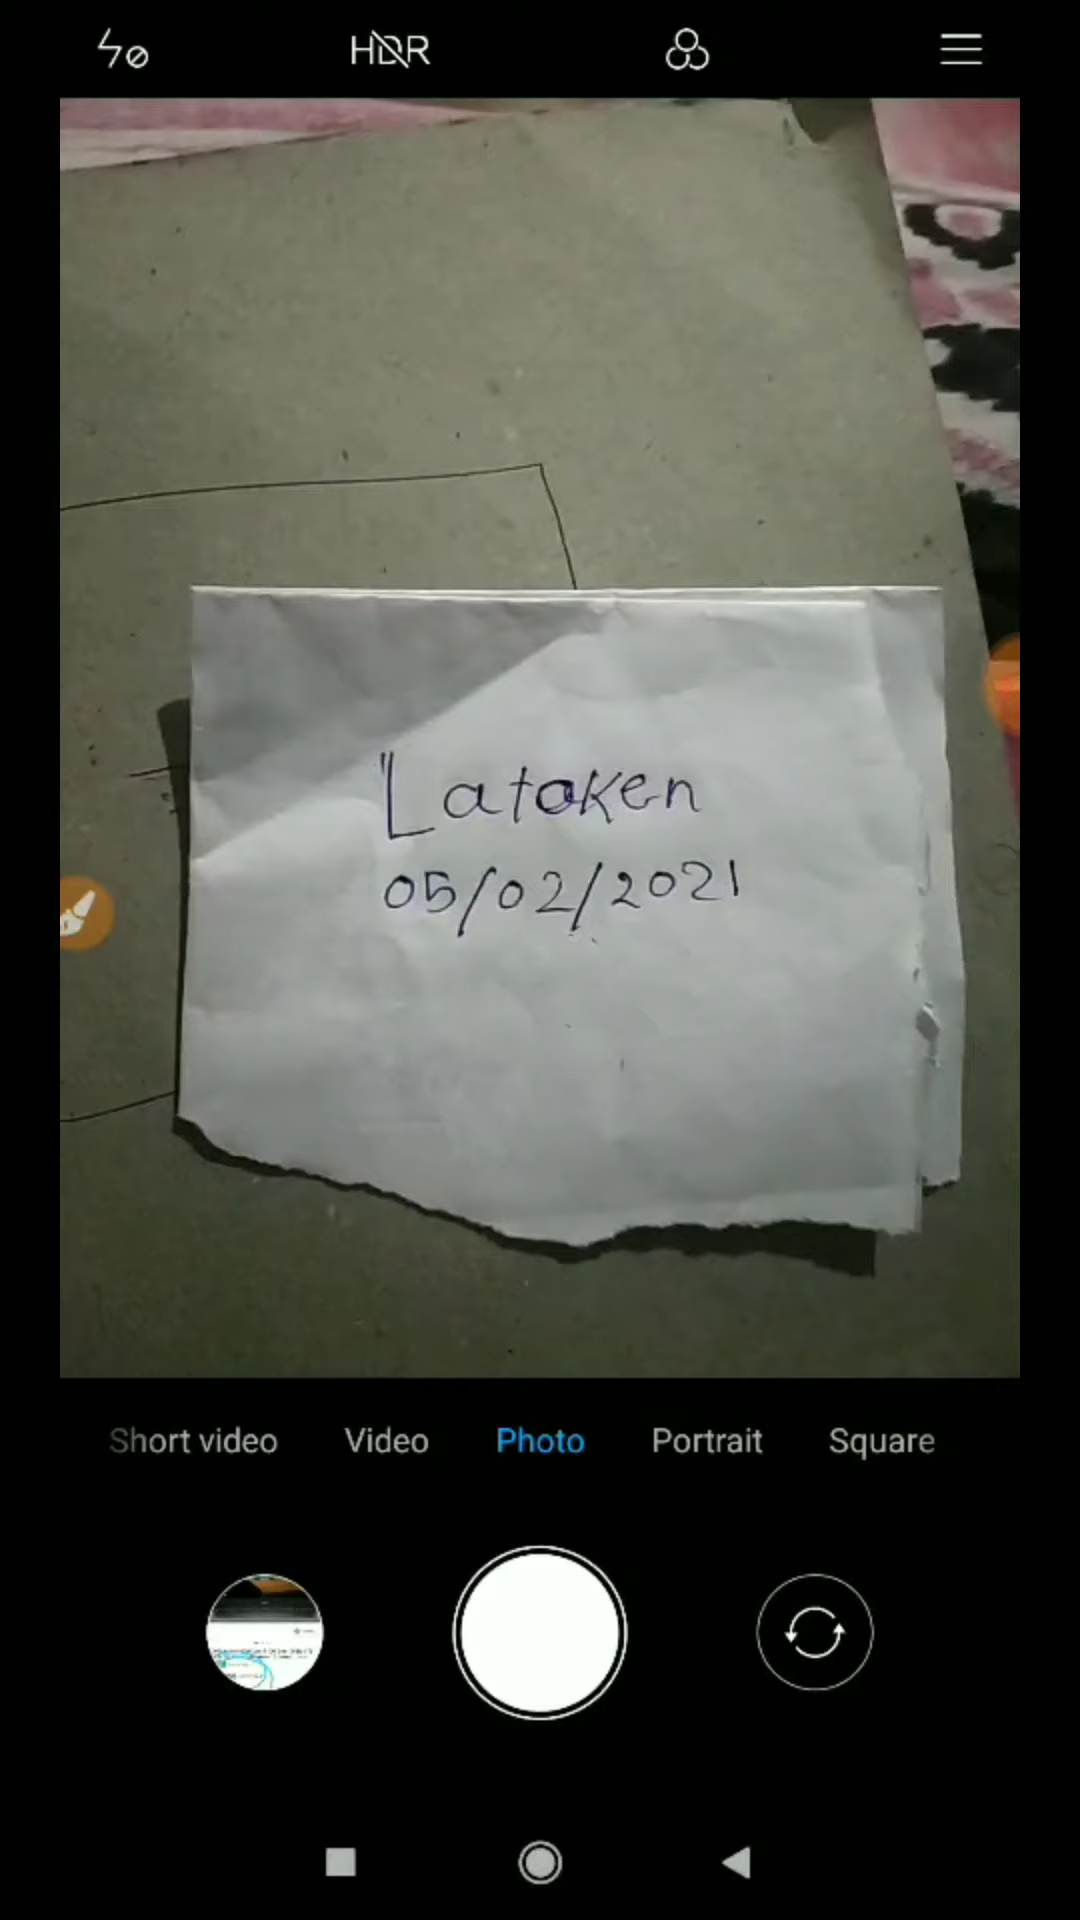 HDR
Latoken
05/02/2021
Short video
Video
Photo
Portrait
Square